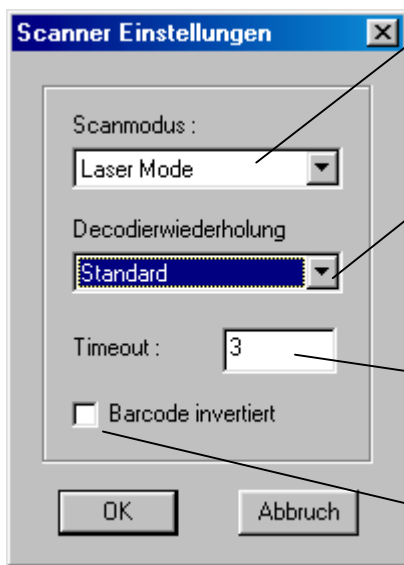 Scanner Einstellungen
Scanmodus :
Laser Mode
Decodierwiederholung
Standard
Timeout : 3
Barcode invertiert
OK Abbruch